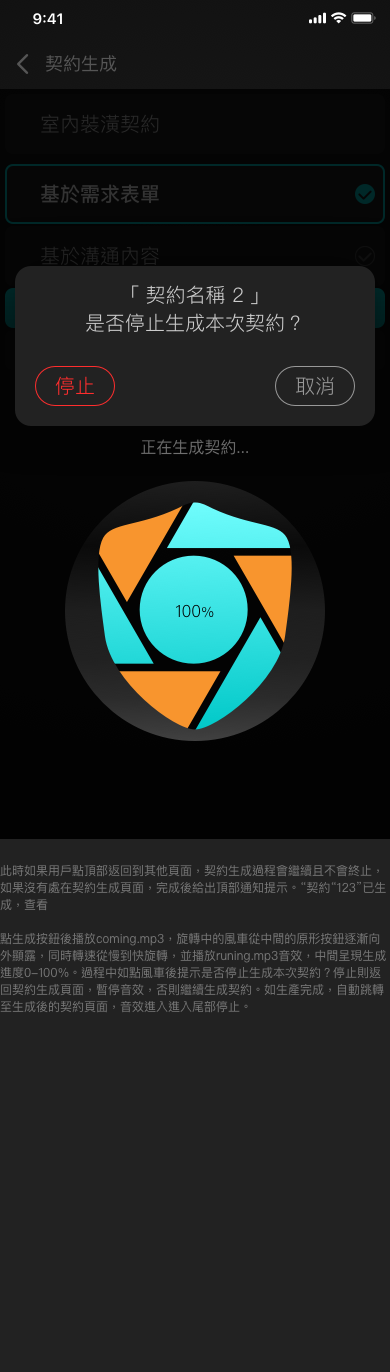 9:41
契約生成
室內裝潢契約
基於需求表單
基於溝通內容
「 契約名稱 2 」
是否停止生成本次契約？
停止
取消
正在生成契約...
100%
此時如果用戶點頂部返回到其他頁面，契約生成過程會繼續且不會終止，
如果沒有處在契約生成頁面，完成後給出頂部通知提示。“契約“123”已生
成，查看
點生成按鈕後播放coming.mp3，旋轉中的風車從中間的原形按鈕逐漸向
外顯露，同時轉速從慢到快旋轉，並播放runing.mp3音效，中間呈現生成
進度0-100%。過程中如點風車後提示是否停止生成本次契約？停止則返
回契約生成頁面，暫停音效，否則繼續生成契約。如生產完成，自動跳轉
至生成後的契約頁面，音效進入進入尾部停止。